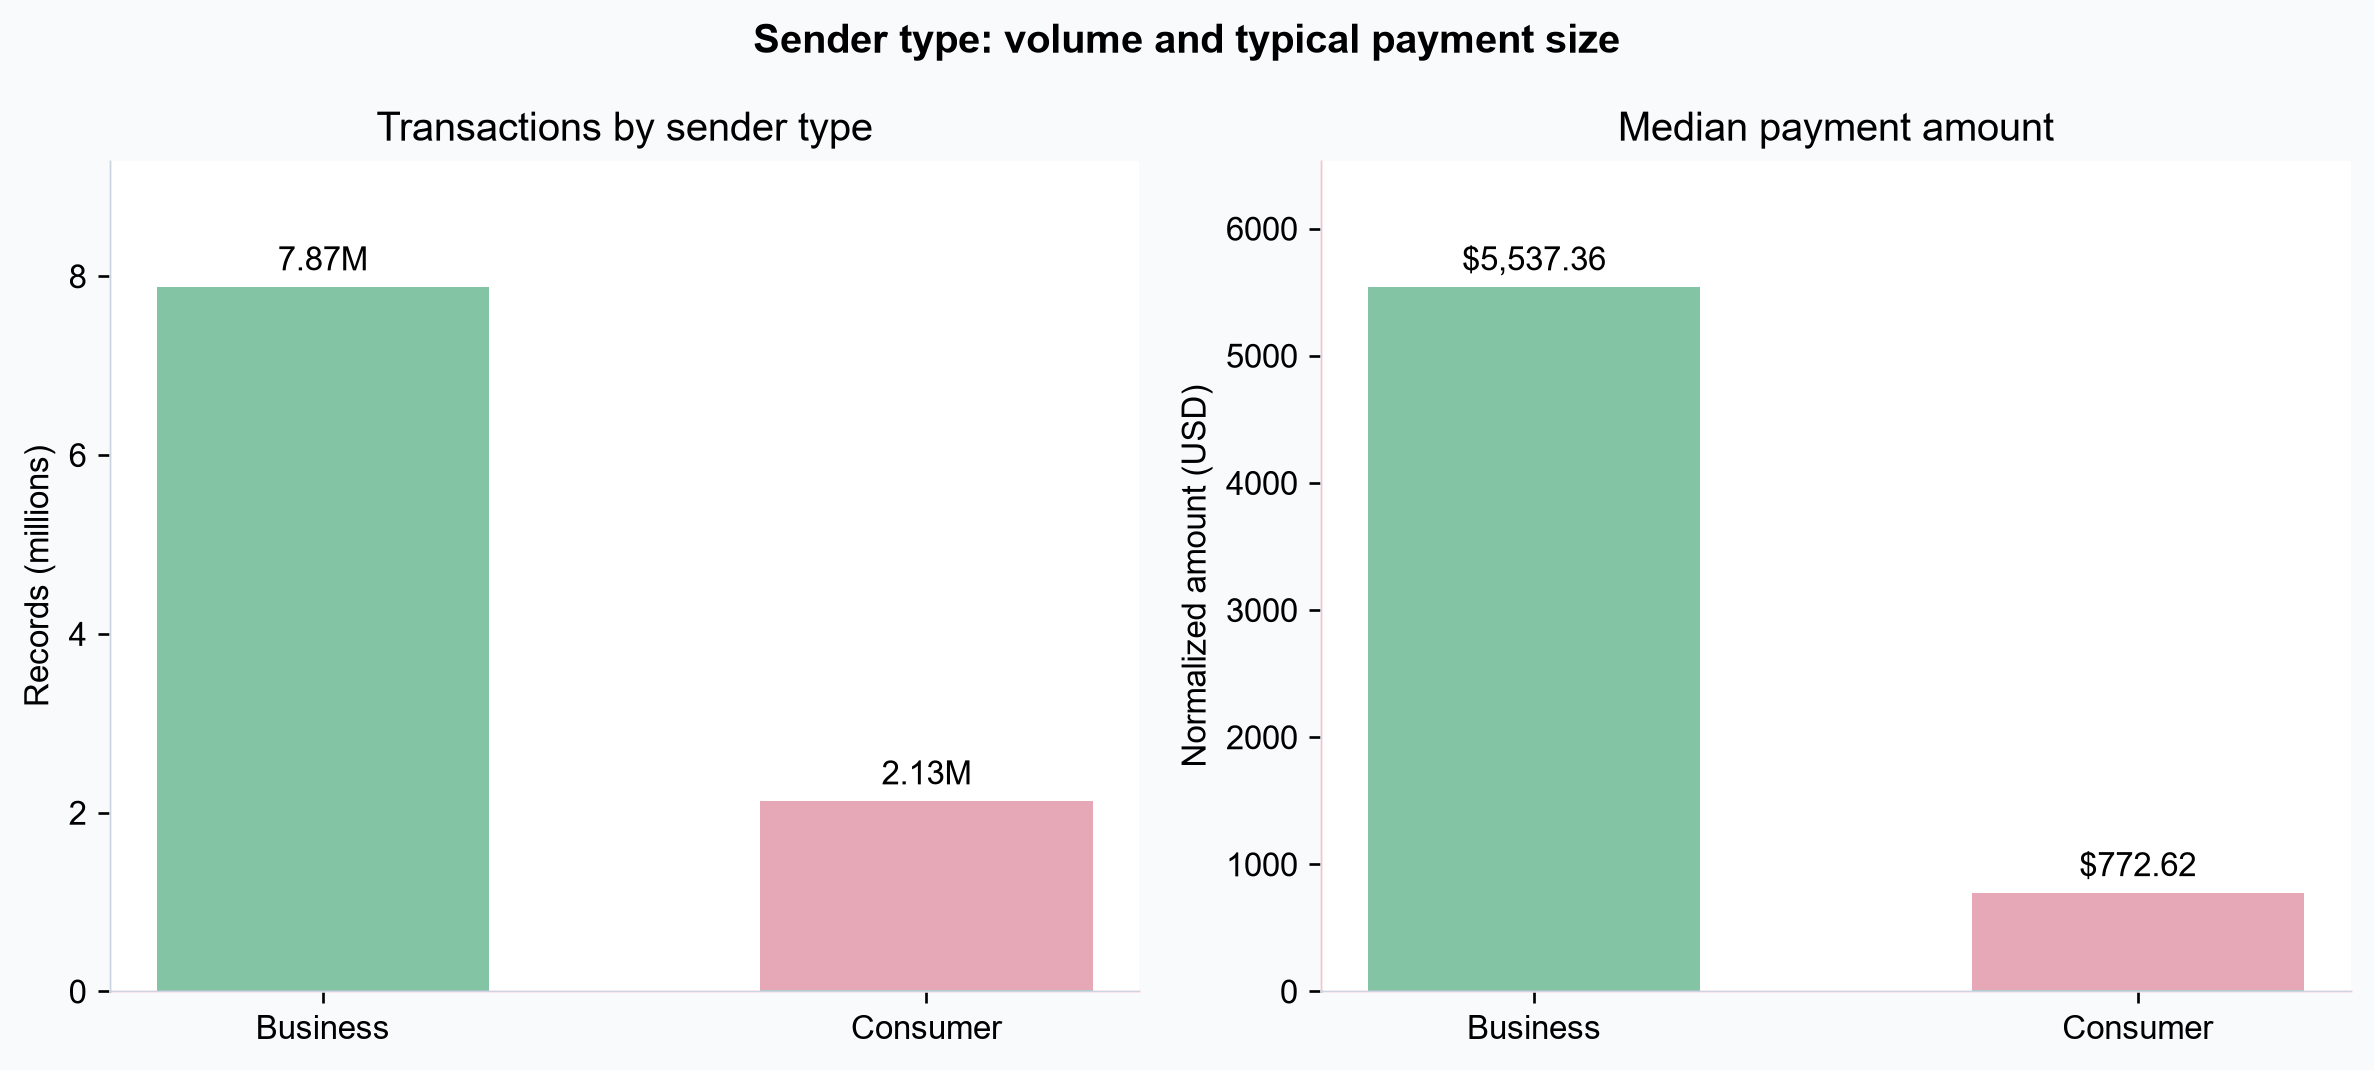 Sender type: volume and typical payment size
Transactions by sender type
Records (millions)
8
6
4
2
0
7.87M
2.13M
Business
Consumer
Median payment amount
Normalized amount (USD)
6000
5000
4000
3000
2000
1000
0
$5,537.36
$772.62
Business
Consumer